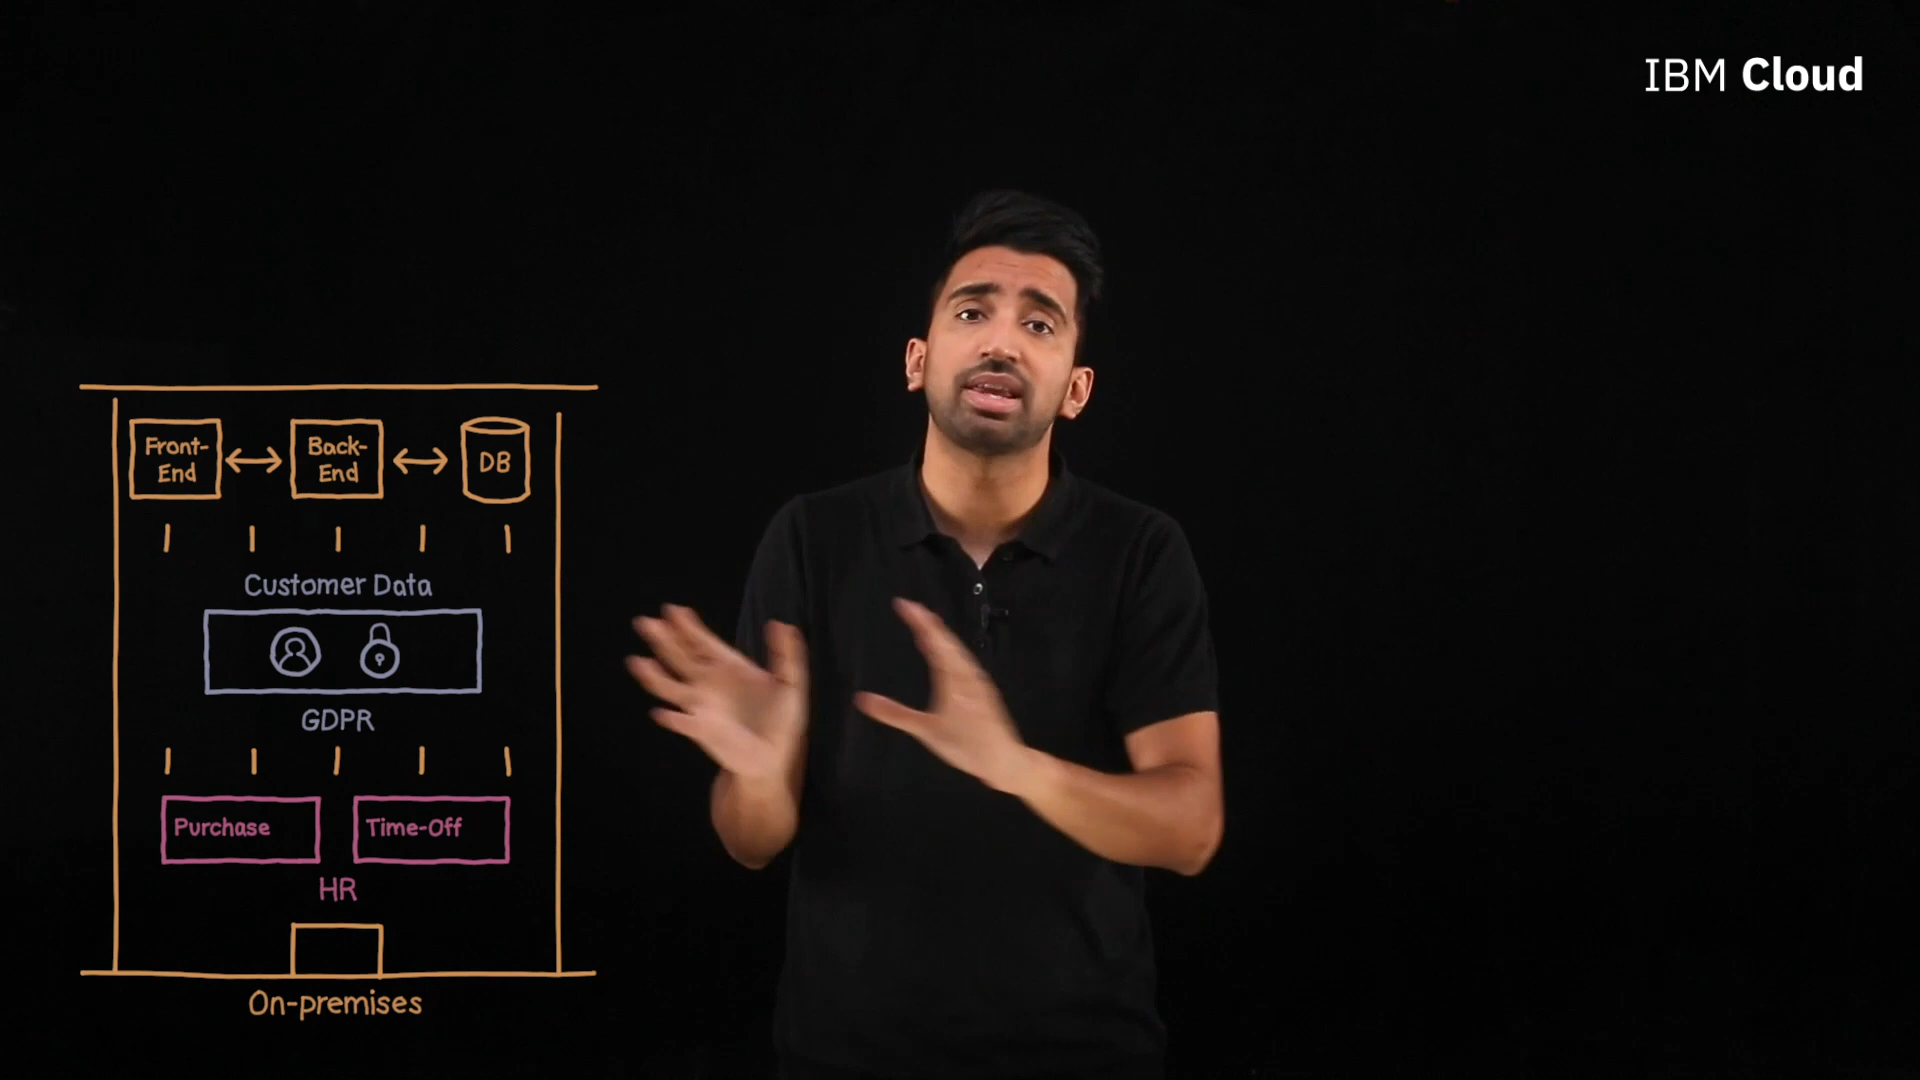 IBM Cloud
Front-
End
Back-
End
DB
Customer Data
GDPR
Purchase
Time-Off
HR
On-premises